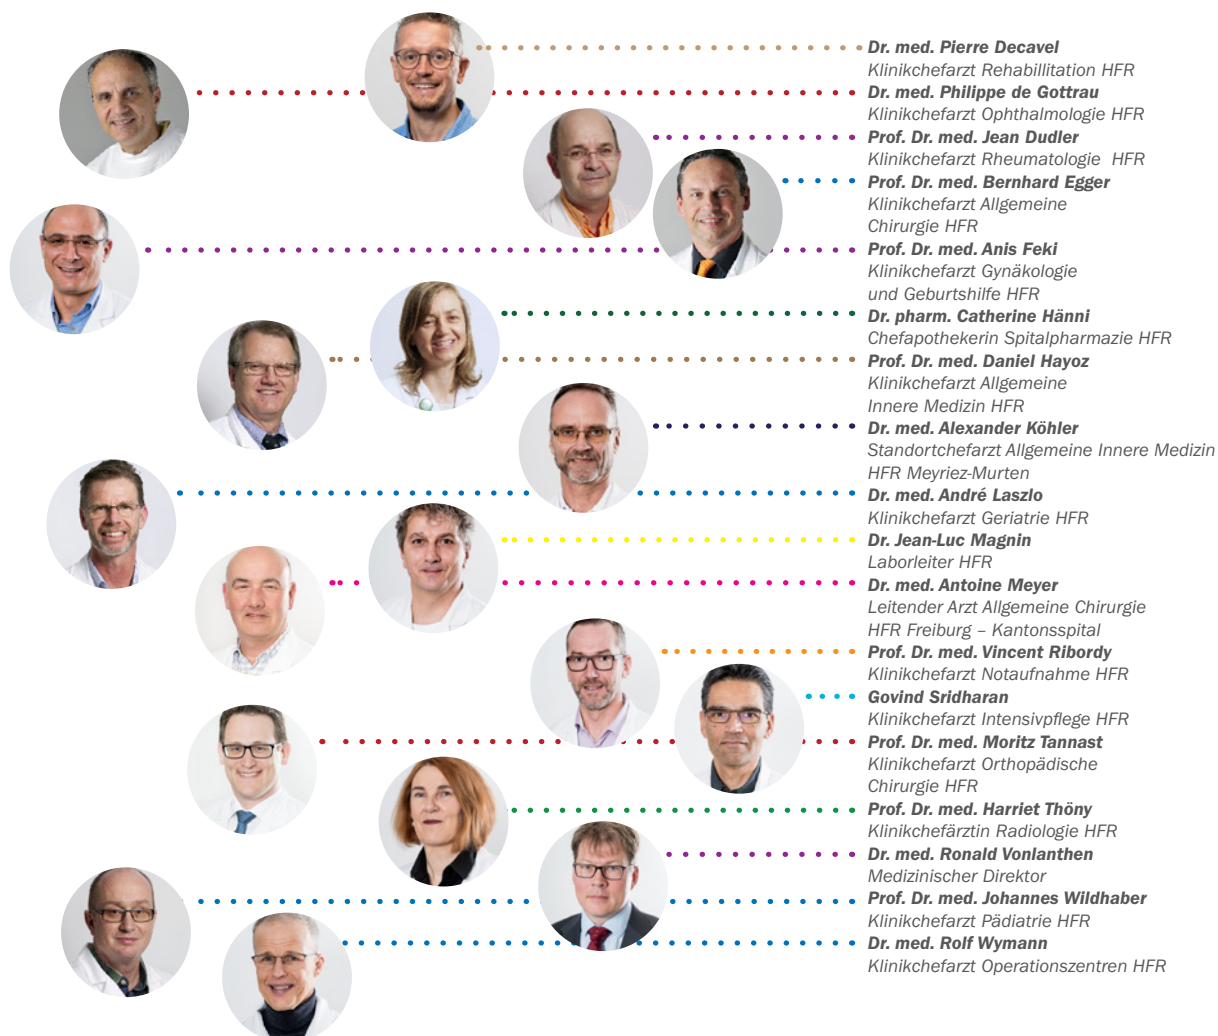 Dr. med. Pierre Decavel
Klinikchefarzt Rehabillitation HFR
Dr. med. Philippe de Gottrau
Klinikchefarzt Ophthalmologie HFR
Prof. Dr. med. Jean Dudler
Klinikchefarzt Rheumatologie HFR
Prof. Dr. med. Bernhard Egger
Klinikchefarzt Allgemeine
Chirurgie HFR
Prof. Dr. med. Anis Feki
Klinikchefarzt Gynäkologie
und Geburtshilfe HFR
Dr. pharm. Catherine Hänni
Chefapothekerin Spitalpharmazie HFR
Prof. Dr. med. Daniel Hayoz
Klinikchefarzt Allgemeine
Innere Medizin HFR
Dr. med. Alexander Köhler
Standortchefarzt Allgemeine Innere Medizin
HFR Meyriez-Murten
Dr. med. André Laszlo
Klinikchefarzt Geriatrie HFR
Dr. Jean-Luc Magnin
Laborleiter HFR
Dr. med. Antoine Meyer
Leitender Arzt Allgemeine Chirurgie
HFR Freiburg – Kantonsspital
Prof. Dr. med. Vincent Ribordy
Klinikchefarzt Notaufnahme HFR
Govind Sridharan
Klinikchefarzt Intensivpflege HFR
Prof. Dr. med. Moritz Tannast
Klinikchefarzt Orthopädische
Chirurgie HFR
Prof. Dr. med. Harriet Thöny
Klinikchefärztin Radiologie HFR
Dr. med. Ronald Vonlanthen
Medizinischer Direktor
Prof. Dr. med. Johannes Wildhaber
Klinikchefarzt Pädiatrie HFR
Dr. med. Rolf Wymann
Klinikchefarzt Operationszentren HFR